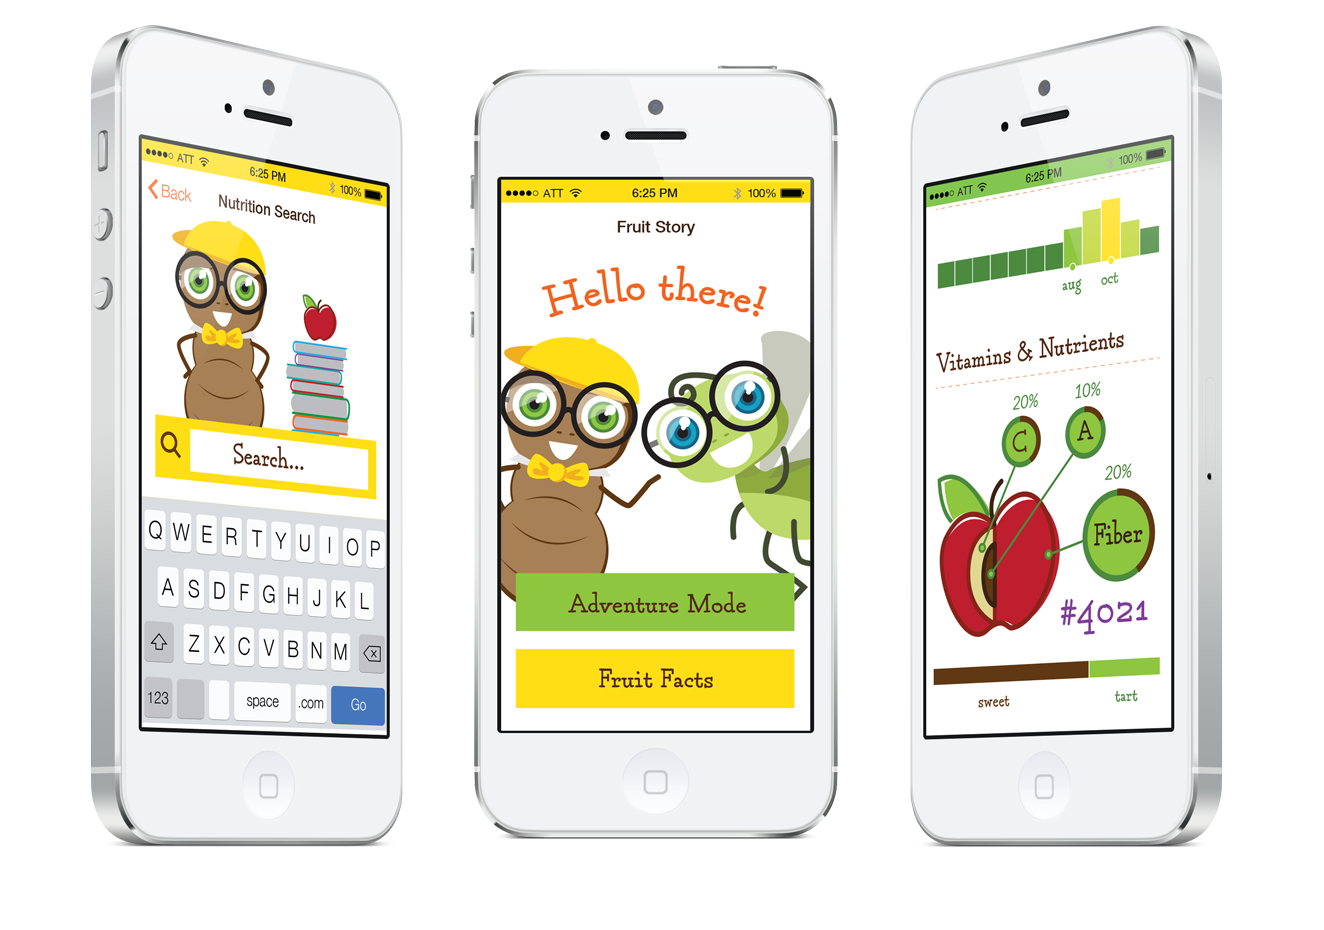 ATT
6:25 PM
100%
Back
Nutrition Search
Search...
Q W E R T Y U I O P
A S D F G H J K L
Z X C V B N M
123
space
.com
Go
ATT
6:25 PM
100%
Fruit Story
Hello there!
Adventure Mode
Fruit Facts
ATT
6:25 PM
100%
aug
oct
Vitamins & Nutrients
20%
10%
C
A
20%
Fiber
#4021
sweet
tart